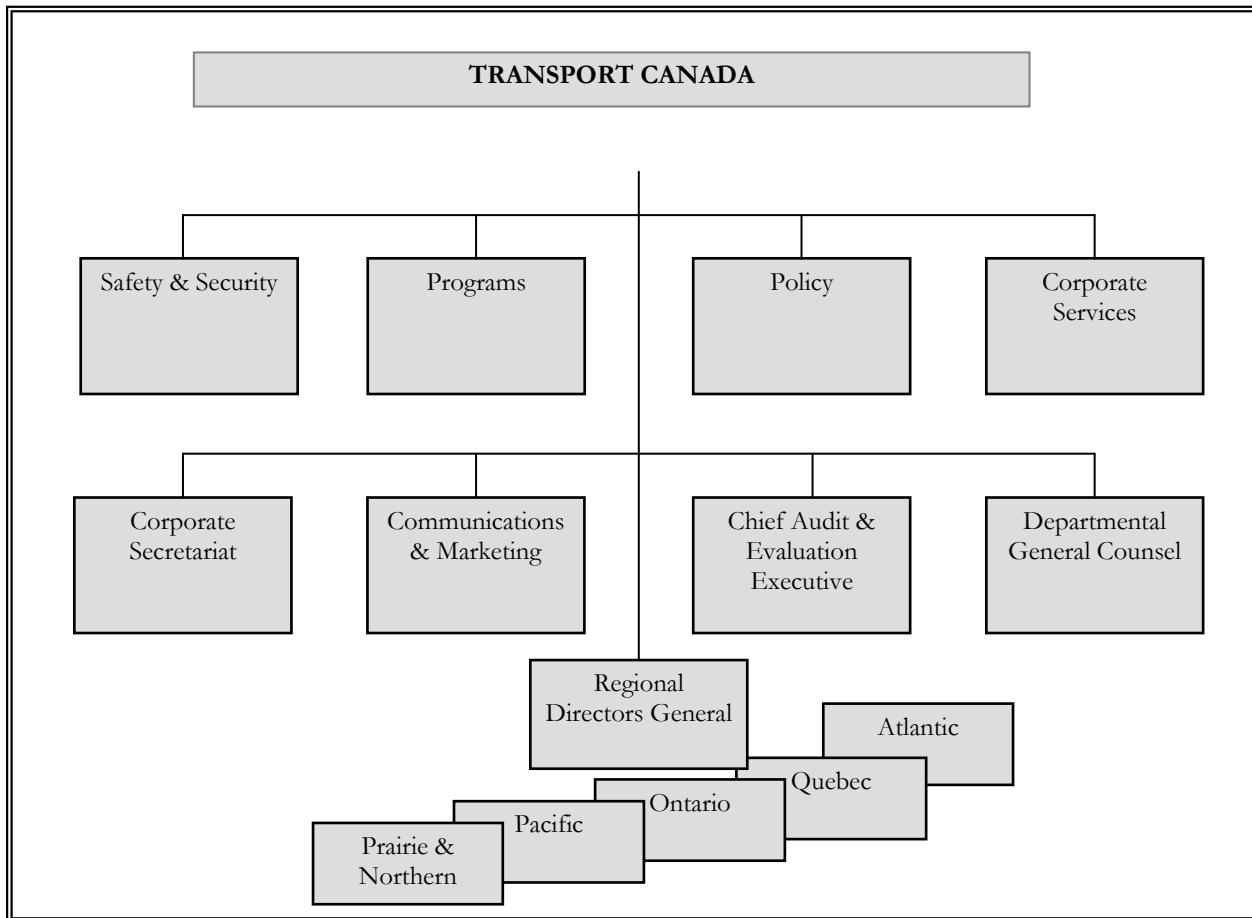 TRANSPORT CANADA
Safety & Security
Programs
Policy
Corporate
Services
Corporate
Secretariat
Communications
& Marketing
Chief Audit &
Evaluation
Executive
Departmental
General Counsel
Regional
Directors General
Atlantic
Quebec
Ontario
Pacific
Prairie &
Northern